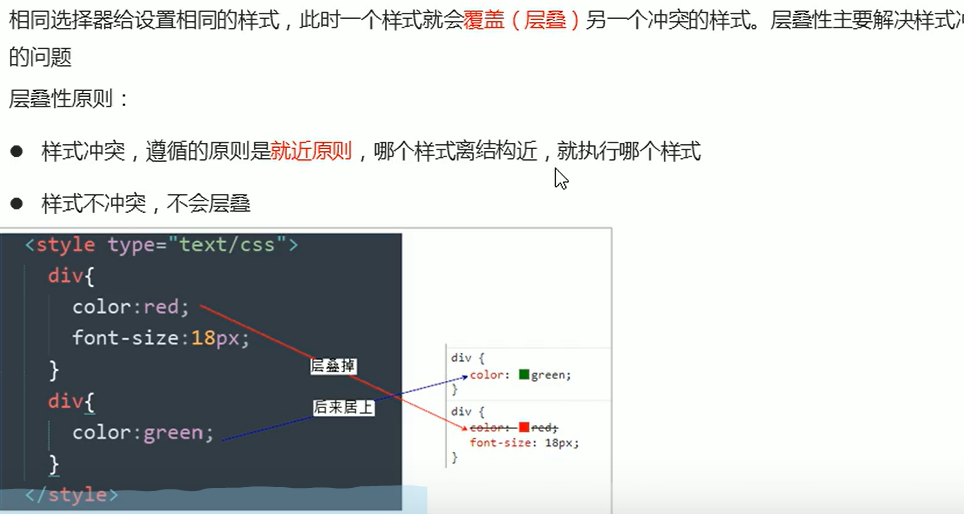 相同选择器给设置相同的样式，此时一个样式就会覆盖（层叠）另一个冲突的样式。层叠性主要解决样式冲
的问题
层叠性原则：
● 样式冲突，遵循的原则是就近原则，哪个样式离结构近，就执行哪个样式
● 样式不冲突，不会层叠
<style type="text/css">
div{
color:red;
font-size:18px;
}
div{
color:green;
}
</style>
层叠掉
后来居上
div {
color: green;
}
div {
color: red;
font-size: 18px;
}